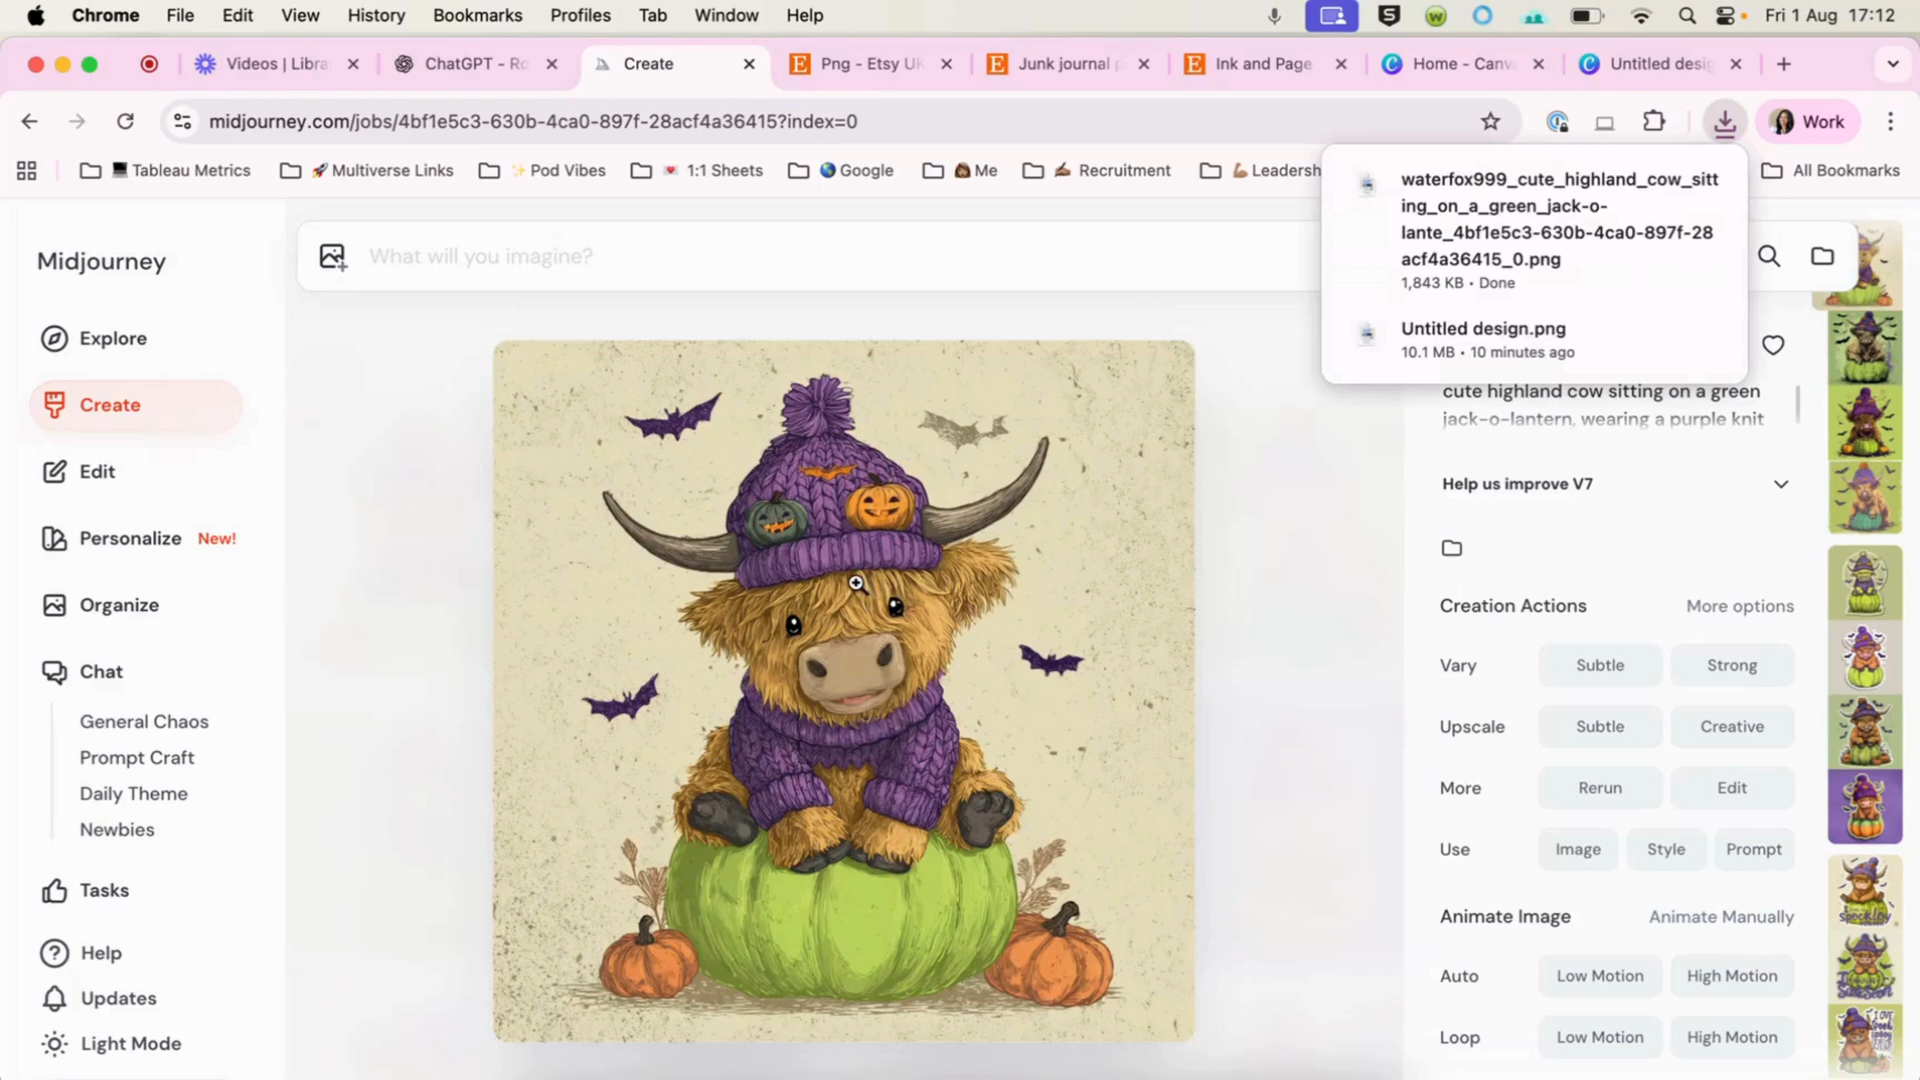 Chrome File Edit View History Bookmarks Profiles Tab Window Help Fri 1 Aug 17:12
Videos | Libra ChatGPT - Ro Create Png - Etsy UK Junk journal p Ink and Page Home - Canv Untitled desig
midjourney.com/jobs/4bf1e5c3-630b-4ca0-897f-28acf4a36415?index=0 Work
Tableau Metrics Multiverse Links Pod Vibes 1:1 Sheets Google Me Recruitment Leadersh All Bookmarks
waterfox999_cute_highland_cow_sitt
ing_on_a_green_jack-o-
lante_4bf1e5c3-630b-4ca0-897f-28
acf4a36415_0.png
1,843 KB • Done
Untitled design.png
10.1 MB • 10 minutes ago
Midjourney
What will you imagine?
Explore
Create
Edit
Personalize New!
Organize
Chat
General Chaos
Prompt Craft
Daily Theme
Newbies
Tasks
Help
Updates
Light Mode
cute highland cow sitting on a green
jack-o-lantern, wearing a purple knit
Help us improve V7
Creation Actions More options
Vary Subtle Strong
Upscale Subtle Creative
More Rerun Edit
Use Image Style Prompt
Animate Image Animate Manually
Auto Low Motion High Motion
Loop Low Motion High Motion